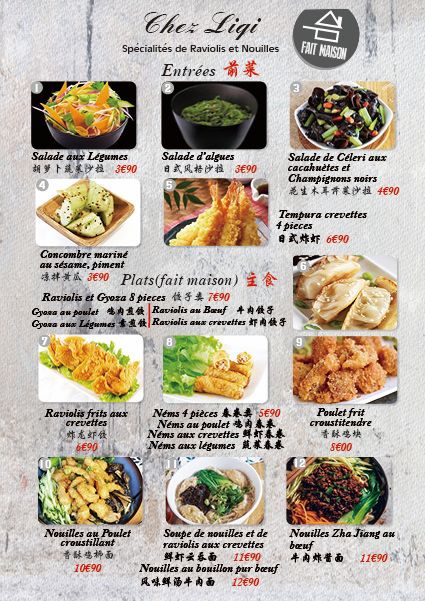 Chez Liqi
Spécialités de Raviolis et Nouilles
FAIT MAISON
Entrées 前菜
1
2
3
Salade aux Légumes
胡萝卜蔬菜沙拉 3€90
Salade d'algues
日式风格沙拉 3€90
Salade de Céleri aux
cacahuètes et
Champignons noirs
花生木耳芹菜沙拉 4€90
4
5
Tempura crevettes
4 pieces
日式炸虾 6€90
Concombre mariné
au sésame, piment
凉拌黄瓜 3€90
Plats(fait maison) 主食
6
Raviolis et Gyoza 8 pieces 饺子类 7€90
Gyoza au poulet 鸡肉煎饺
Raviolis au Bœuf 牛肉饺子
Gyoza aux Légumes 素煎饺
Raviolis aux crevettes 虾肉饺子
7
8
9
Raviolis frits aux
crevettes
炸龙虾饺
6€90
Néms 4 pièces 春卷类 5€90
Néms au poulet 鸡肉春卷
Néms aux crevettes 鲜虾春卷
Néms aux légumes 蔬菜春卷
Poulet frit
croustitendre
香酥鸡块
8€00
10
11
12
Nouilles au Poulet
croustillant
香酥鸡柳面
10€90
Soupe de nouilles et de
raviolis aux crevettes
鲜虾云吞面 11€90
Nouilles au bouillon pur bœuf
风味鲜汤牛肉面 12€90
Nouilles Zha Jiang au
bœuf
牛肉炸酱面 11€90